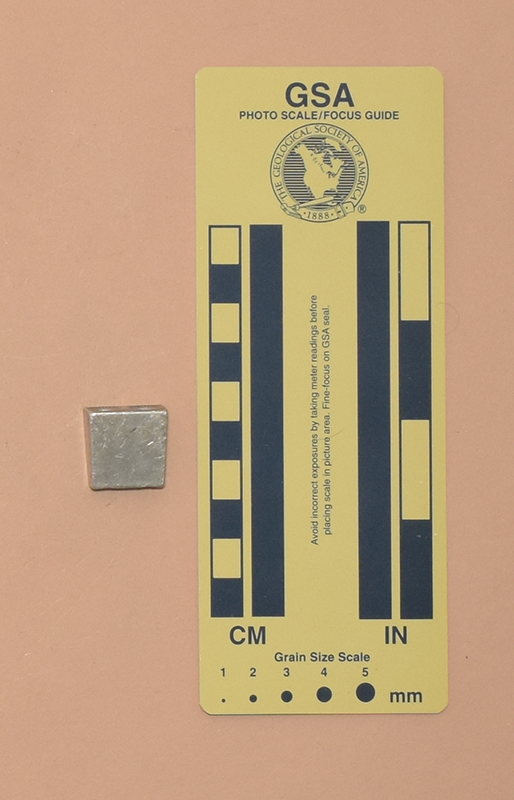 GSA
PHOTO SCALE/FOCUS GUIDE
THE GEOLOGICAL SOCIETY OF AMERICA
·1888·
®
Avoid incorrect exposures by taking meter readings before
placing scale in picture area. Fine-focus on GSA seal.
CM IN
Grain Size Scale
1 2 3 4 5
mm